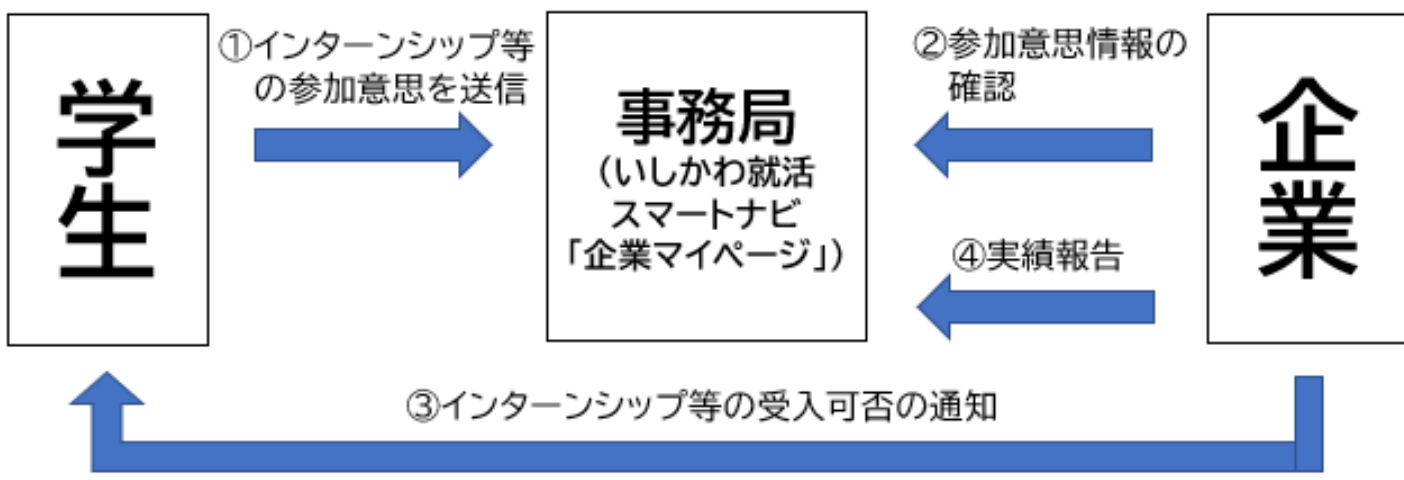 学生
①インターンシップ等
の参加意思を送信
事務局
（いしかわ就活
スマートナビ
「企業マイページ」）
②参加意思情報の
確認
④実績報告
企業
③インターンシップ等の受入可否の通知